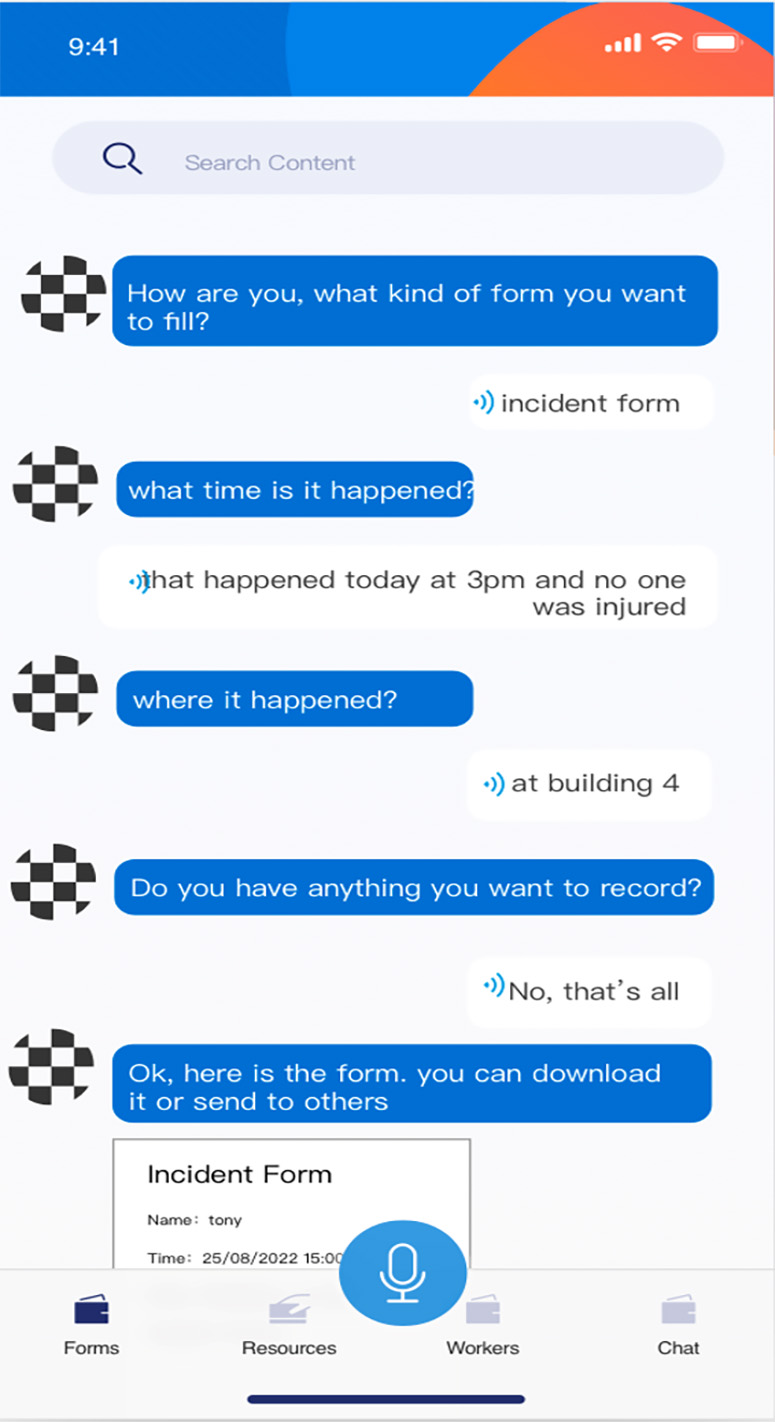 9:41
Search Content
How are you, what kind of form you want
to fill?
incident form
what time is it happened?
that happened today at 3pm and no one
was injured
where it happened?
at building 4
Do you have anything you want to record?
No, that’s all
Ok, here is the form. you can download
it or send to others
Incident Form
Name: tony
Time: 25/08/2022 15:00
Forms
Resources
Workers
Chat